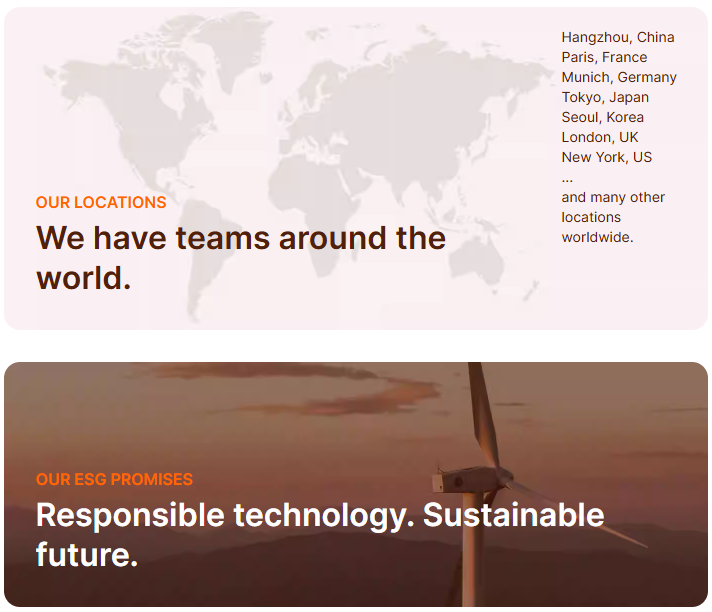 Hangzhou, China
Paris, France
Munich, Germany
Tokyo, Japan
Seoul, Korea
London, UK
New York, US
...
and many other
locations
worldwide.
OUR LOCATIONS
We have teams around the
world.
OUR ESG PROMISES
Responsible technology. Sustainable
future.